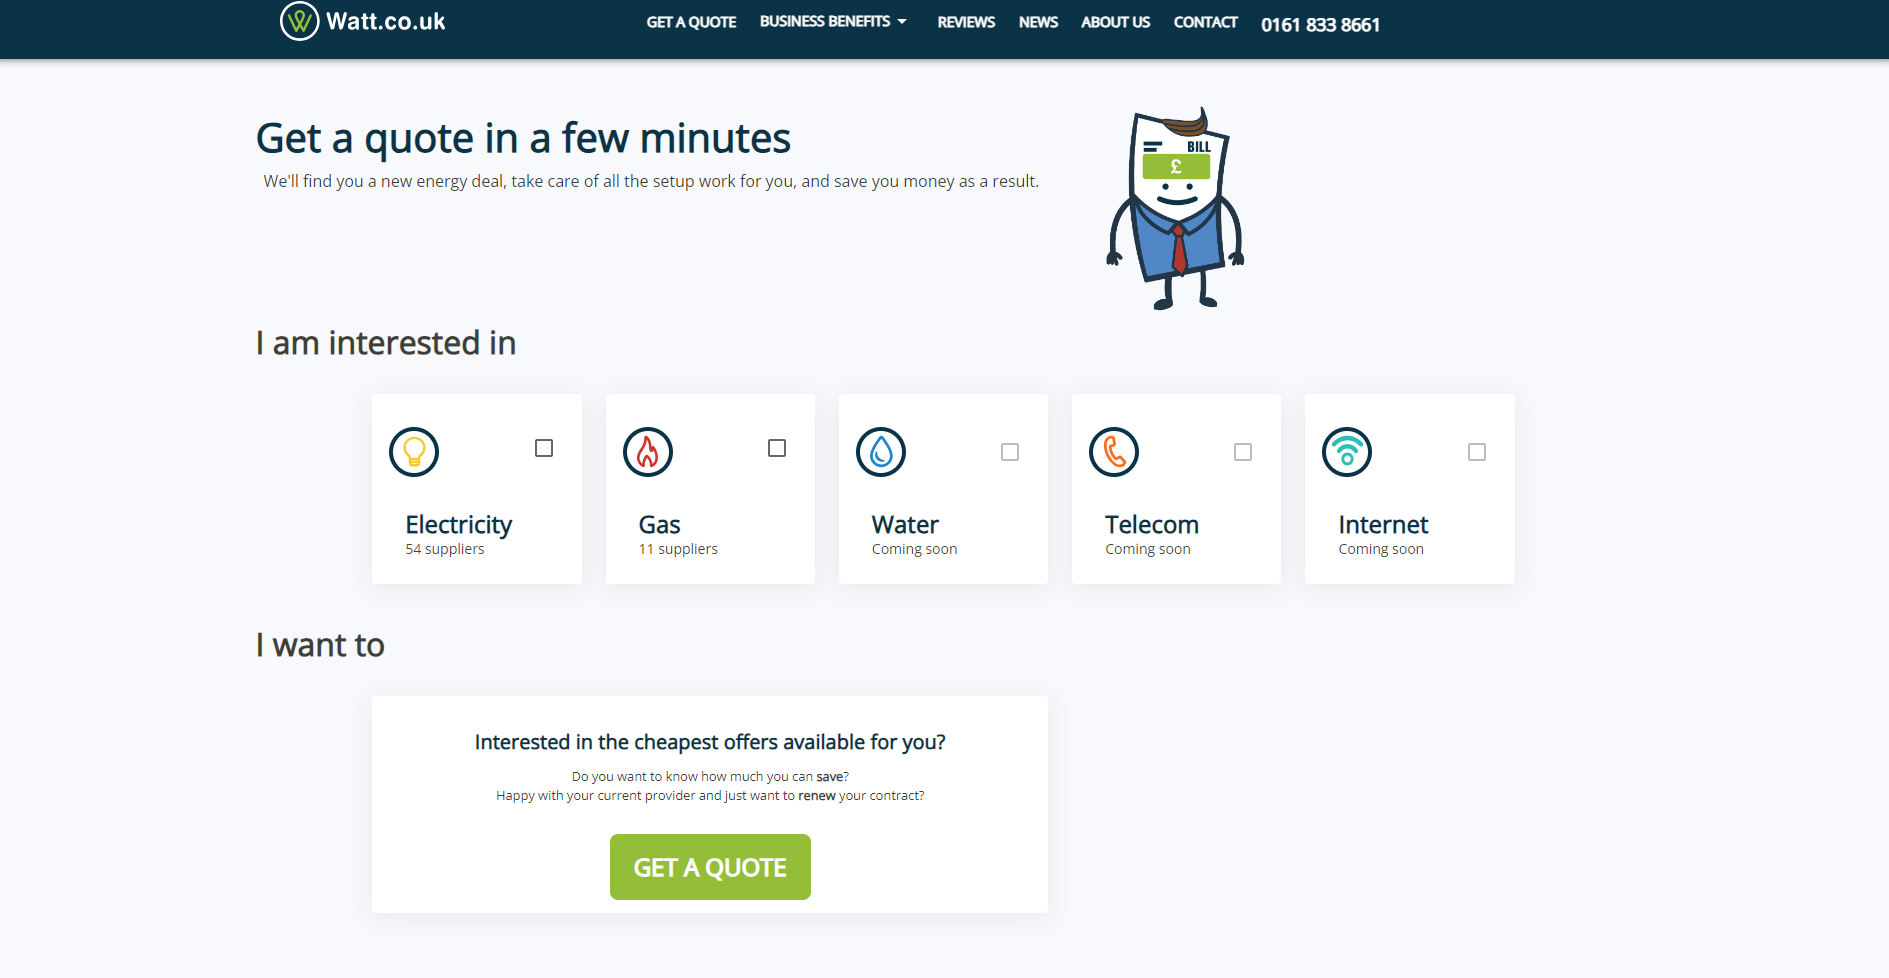 Watt.co.uk
GET A QUOTE
BUSINESS BENEFITS
REVIEWS
NEWS
ABOUT US
CONTACT
0161 833 8661
Get a quote in a few minutes
We'll find you a new energy deal, take care of all the setup work for you, and save you money as a result.
BILL
£
I am interested in
Electricity
54 suppliers
Gas
11 suppliers
Water
Coming soon
Telecom
Coming soon
Internet
Coming soon
I want to
Interested in the cheapest offers available for you?
Do you want to know how much you can save?
Happy with your current provider and just want to renew your contract?
GET A QUOTE